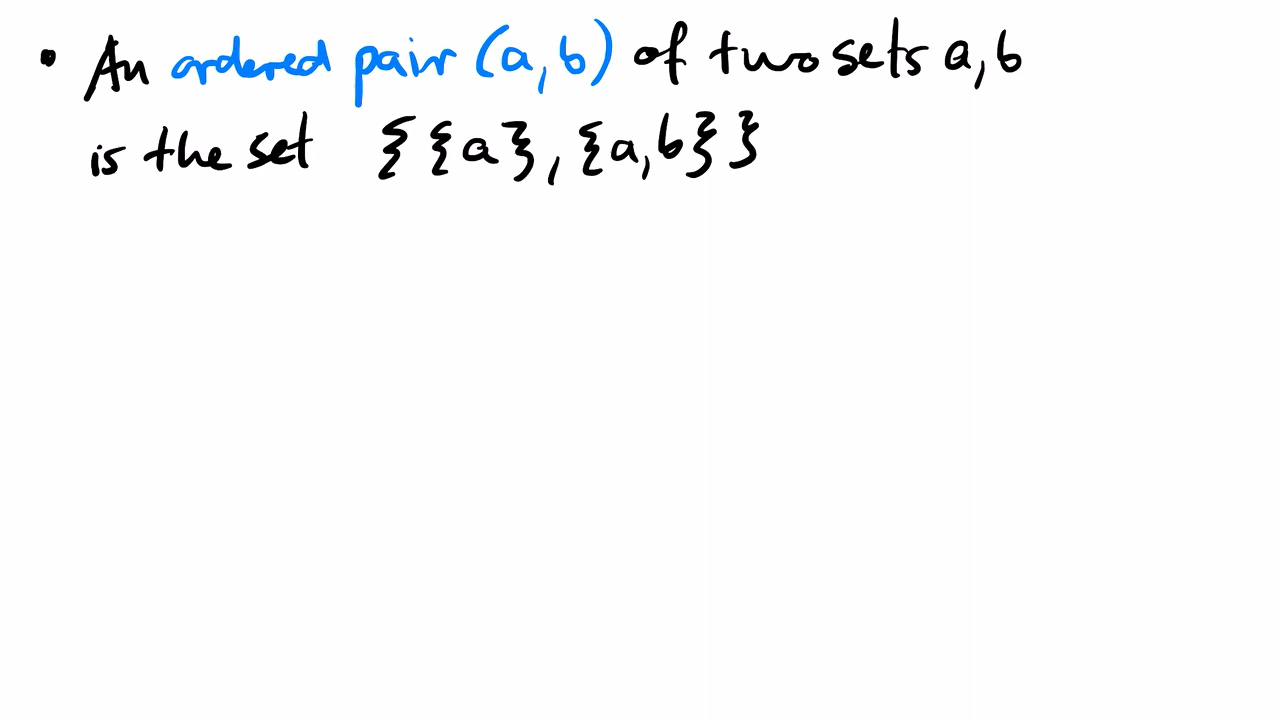 • An ordered pair (a,b) of two sets a,b
is the set {{a},{a,b}}